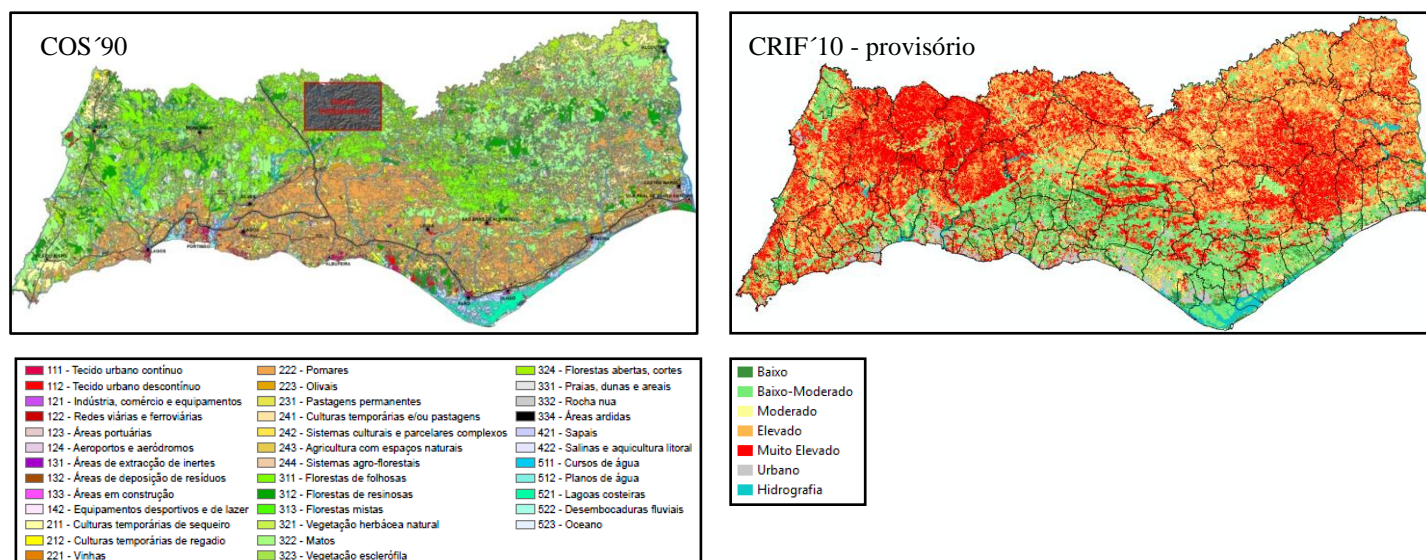 COS´90
CRIF´10 - provisório
LAGOS
ALBUFEIRA
FARO
111 - Tecido urbano contínuo
112 - Tecido urbano descontínuo
121 - Indústria, comércio e equipamentos
122 - Redes viárias e ferroviárias
123 - Áreas portuárias
124 - Aeroportos e aeródromos
131 - Áreas de extracção de inertes
132 - Áreas de deposição de resíduos
133 - Áreas em construção
142 - Equipamentos desportivos e de lazer
211 - Culturas temporárias de sequeiro
212 - Culturas temporárias de regadio
221 - Vinhas
222 - Pomares
223 - Olivais
231 - Pastagens permanentes
241 - Culturas temporárias e/ou pastagens
242 - Sistemas culturais e parcelares complexos
243 - Agricultura com espaços naturais
244 - Sistemas agro-florestais
311 - Florestas de folhosas
312 - Florestas de resinosas
313 - Florestas mistas
321 - Vegetação herbácea natural
322 - Matos
323 - Vegetação esclerófila
324 - Florestas abertas, cortes
331 - Praias, dunas e areais
332 - Rocha nua
334 - Áreas ardidas
421 - Sapais
422 - Salinas e aquicultura litoral
511 - Cursos de água
512 - Planos de água
521 - Lagoas costeiras
522 - Desembocaduras fluviais
523 - Oceano
Baixo
Baixo-Moderado
Moderado
Elevado
Muito Elevado
Urbano
Hidrografia